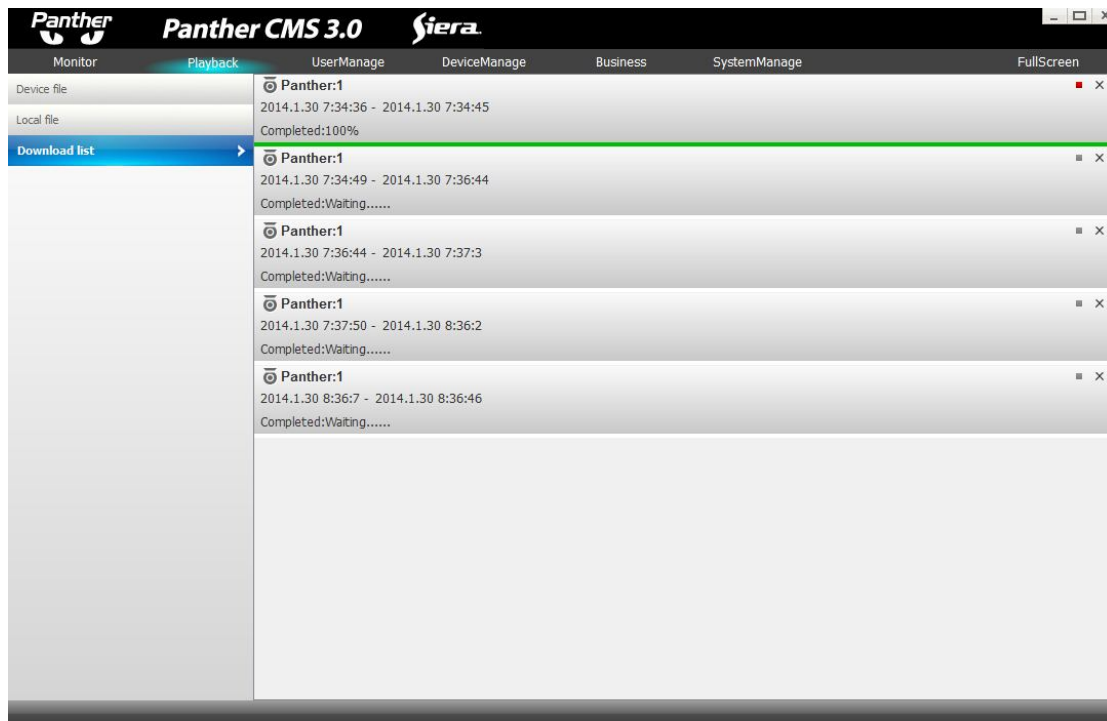 Panther
Panther CMS 3.0
Siera
Monitor
Playback
UserManage
DeviceManage
Business
SystemManage
FullScreen
Device file
Local file
Download list
Panther:1
2014.1.30 7:34:36 - 2014.1.30 7:34:45
Completed:100%
Panther:1
2014.1.30 7:34:49 - 2014.1.30 7:36:44
Completed:Waiting......
Panther:1
2014.1.30 7:36:44 - 2014.1.30 7:37:3
Completed:Waiting......
Panther:1
2014.1.30 7:37:50 - 2014.1.30 8:36:2
Completed:Waiting......
Panther:1
2014.1.30 8:36:7 - 2014.1.30 8:36:46
Completed:Waiting......